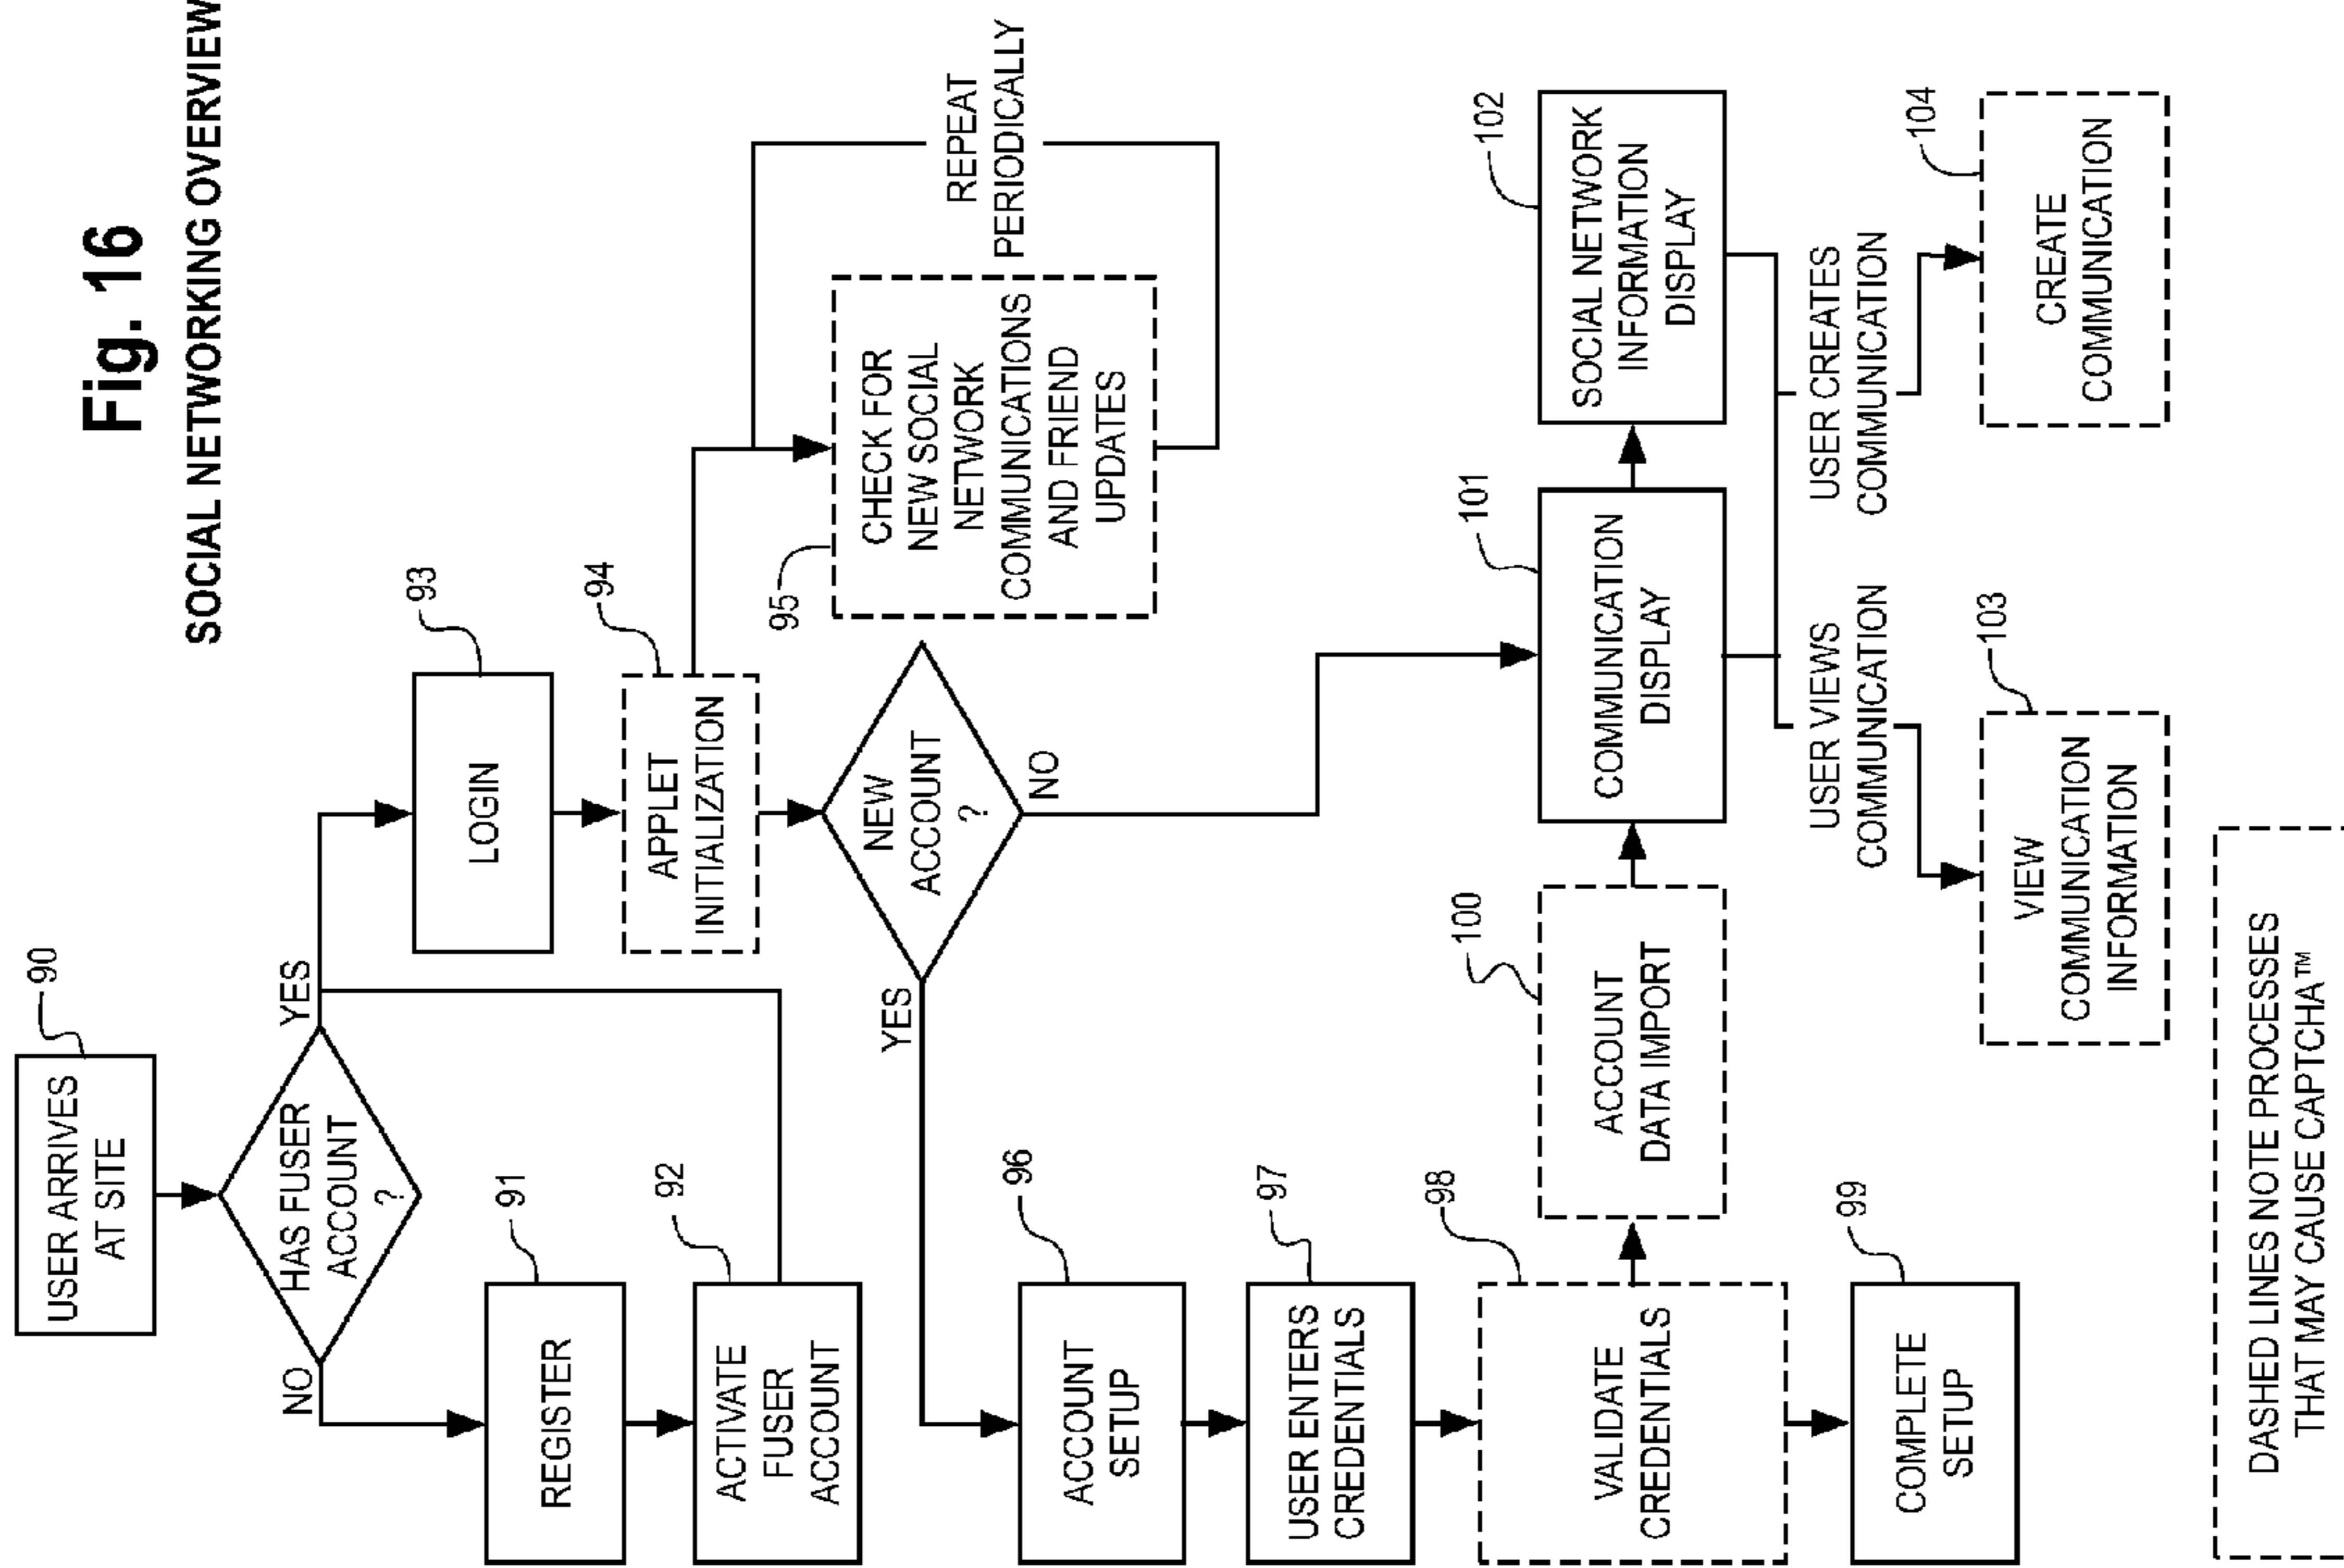 Fig. 16
SOCIAL NETWORKING OVERVIEW
90
USER ARRIVES
AT SITE
HAS FUSER
ACCOUNT
?
NO
YES
91
REGISTER
92
ACTIVATE
FUSER
ACCOUNT
93
LOGIN
94
APPLET
INITIALIZATION
95
CHECK FOR
NEW SOCIAL
NETWORK
COMMUNICATIONS
AND FRIEND
UPDATES
REPEAT
PERIODICALLY
NEW
ACCOUNT
?
YES
NO
96
ACCOUNT
SETUP
97
USER ENTERS
CREDENTIALS
98
VALIDATE
CREDENTIALS
99
COMPLETE
SETUP
100
ACCOUNT
DATA IMPORT
101
COMMUNICATION
DISPLAY
102
SOCIAL NETWORK
INFORMATION
DISPLAY
USER VIEWS
COMMUNICATION
USER CREATES
COMMUNICATION
103
VIEW
COMMUNICATION
INFORMATION
104
CREATE
COMMUNICATION
DASHED LINES NOTE PROCESSES
THAT MAY CAUSE CAPTCHA™